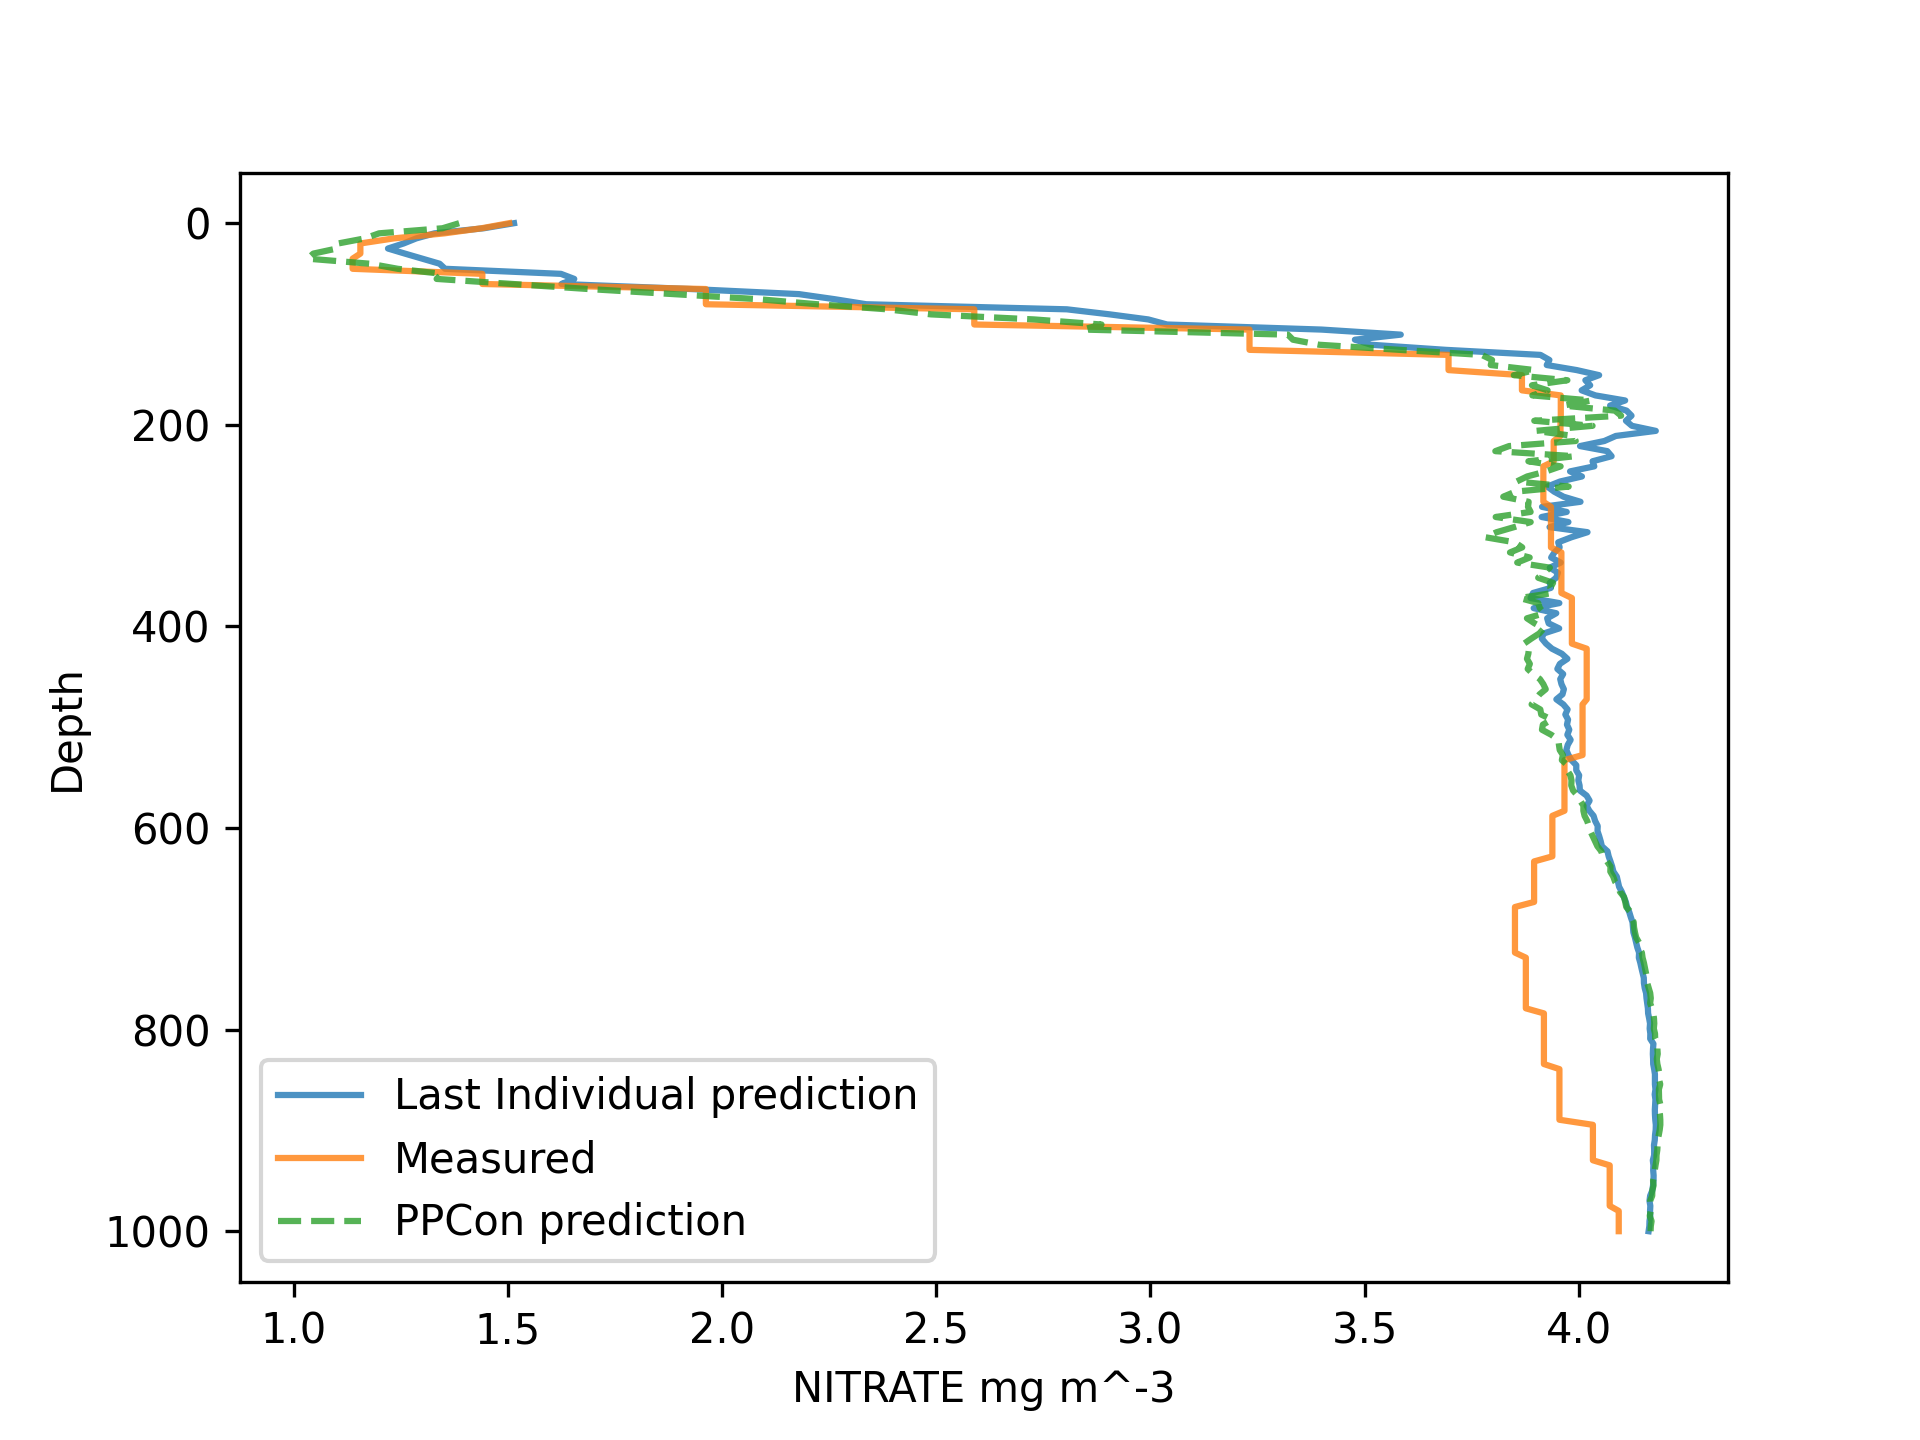 0
200
400
600
800
1000
Depth
Last Individual prediction
Measured
PPCon prediction
1.0 1.5 2.0 2.5 3.0 3.5 4.0
NITRATE mg m^-3